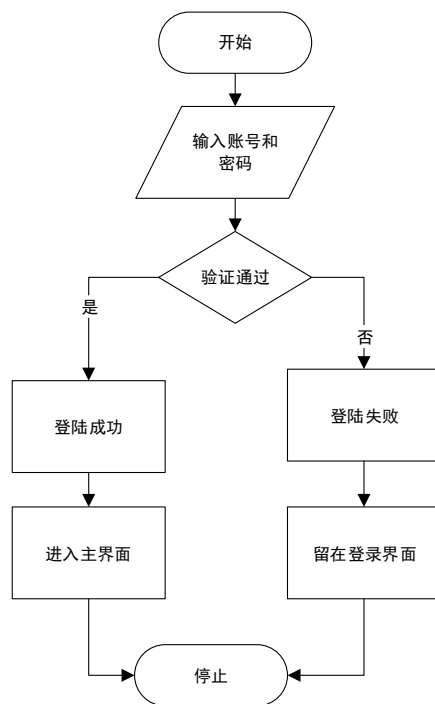 开始
输入账号和
密码
验证通过
是
否
登陆成功
登陆失败
进入主界面
留在登录界面
停止